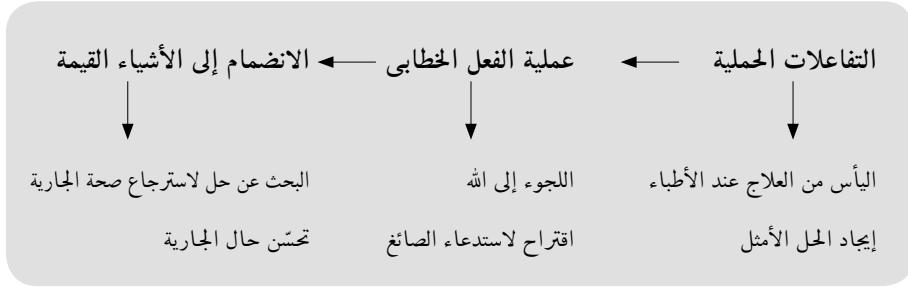 التفاعلات الحملية عملية الفعل الخطابى الانضمام إلى الأشياء القيمة
اليأس من العلاج عند الأطباء اللجوء إلى الله البحث عن حل لاسترجاع صحة الجارية
إيجاد الحل الأمثل اقتراح لاستدعاء الصائغ تحسّن حال الجارية